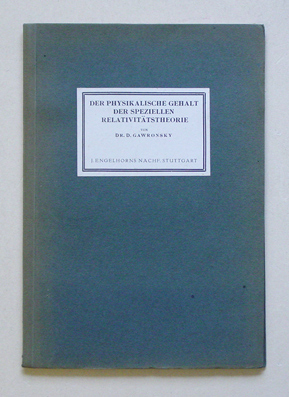 DER PHYSIKALISCHE GEHALT
DER SPEZIELLEN
RELATIVITÄTSTHEORIE
VON
DR. D. GAWRONSKY
J. ENGELHORNS NACHF. STUTTGART